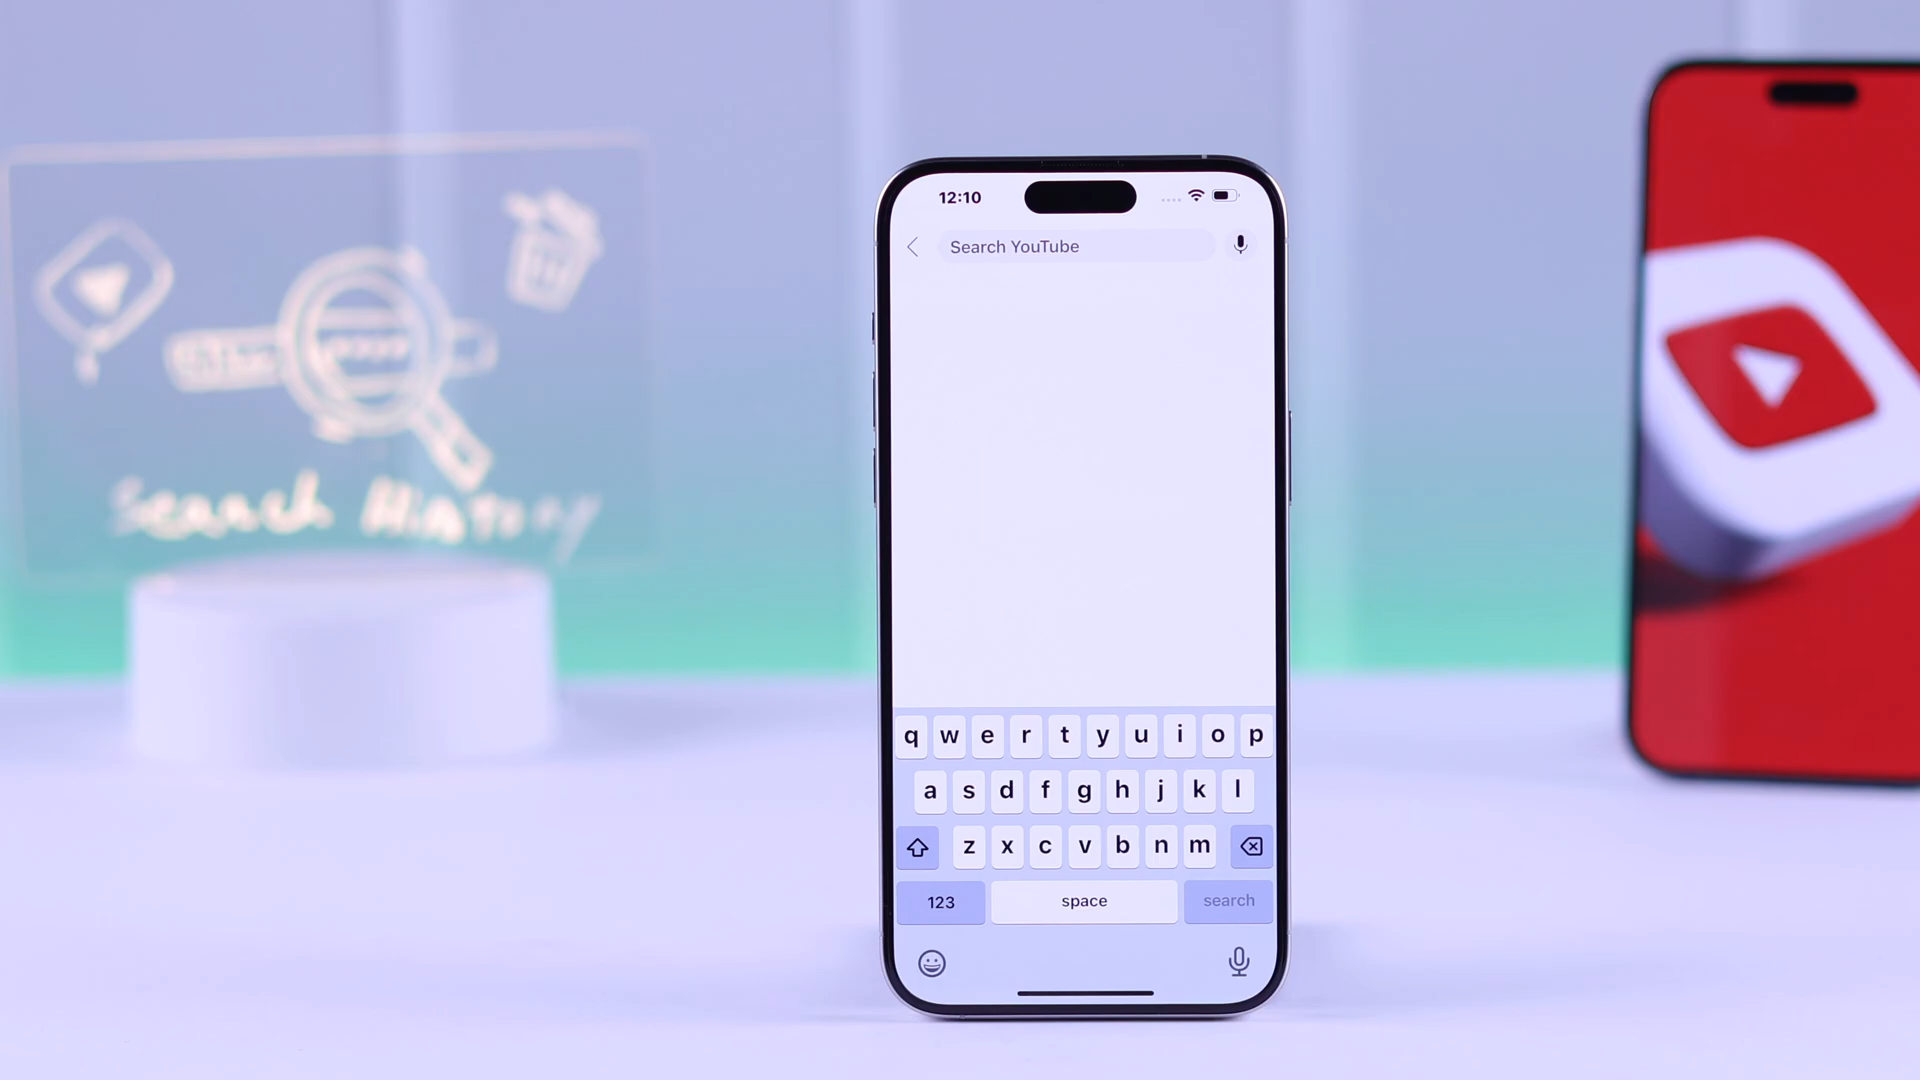 12:10
Search YouTube
q w e r t y u i o p
a s d f g h j k l
z x c v b n m
123 space search
Search History